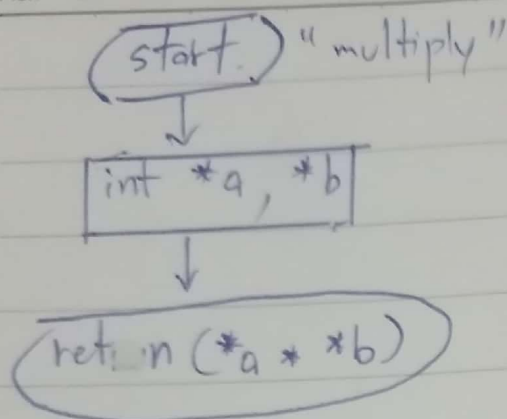 start. "multiply"
int *a, *b
(*a * *b)